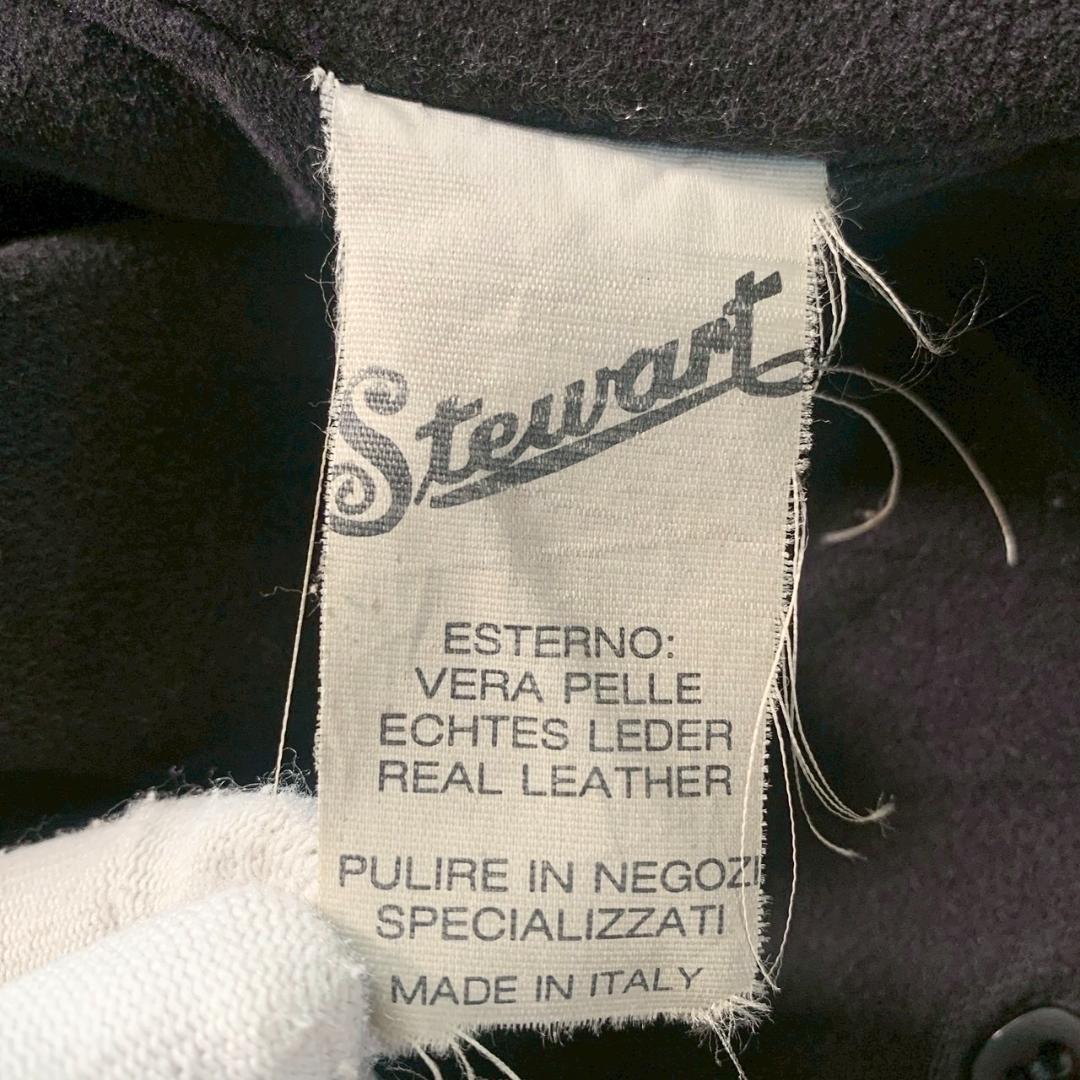 Stewart
ESTERNO:
VERA PELLE
ECHTES LEDER
REAL LEATHER
PULIRE IN NEGOZI
SPECIALIZZATI
MADE IN ITALY